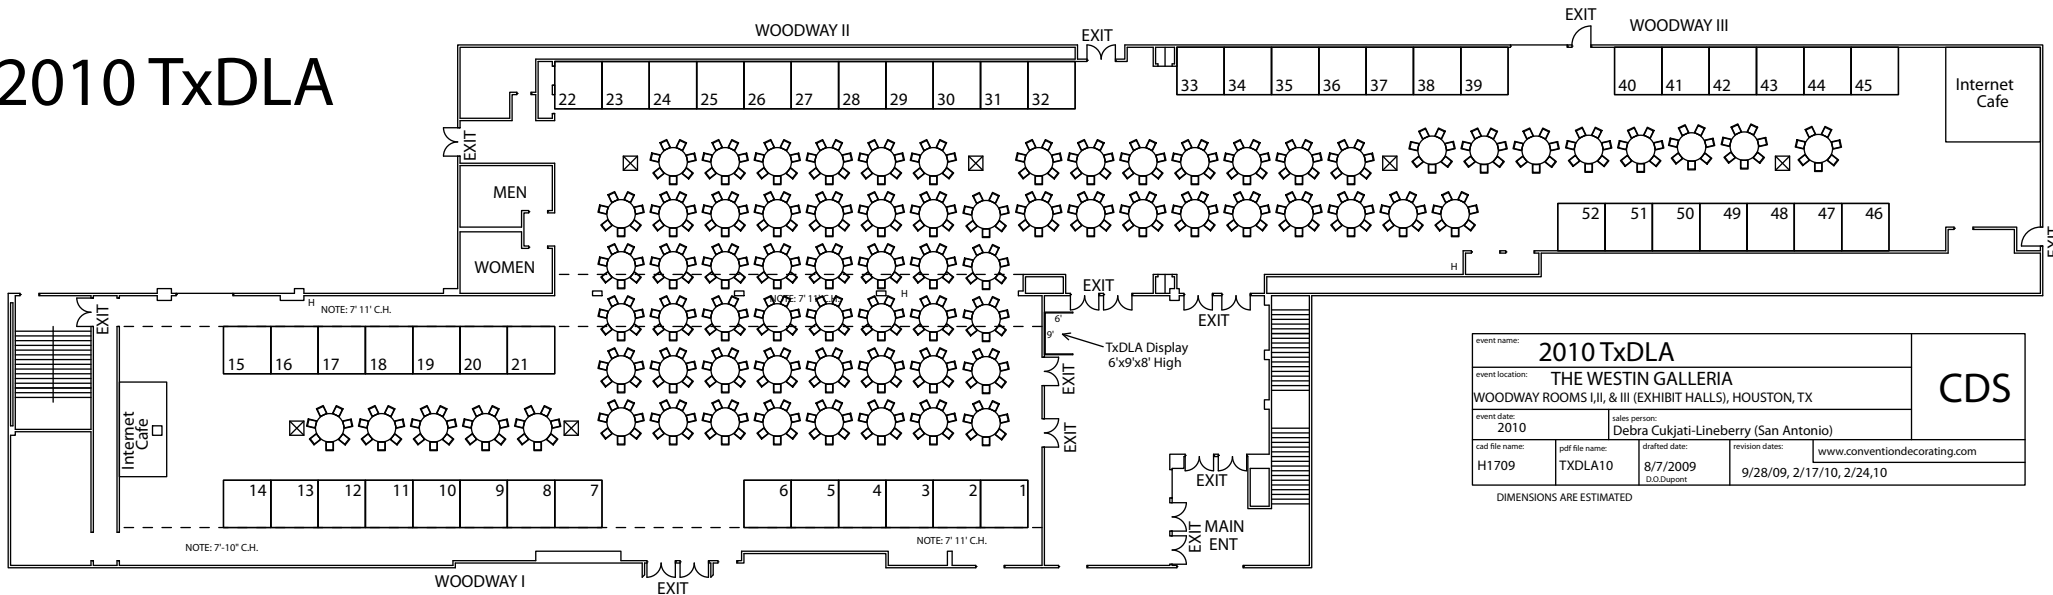 2010 TxDLA
WOODWAY II
EXIT
EXIT
WOODWAY III
22 23 24 25 26 27 28 29 30 31 32
33 34 35 36 37 38 39
40 41 42 43 44 45
Internet
Cafe
EXIT
MEN
WOMEN
52 51 50 49 48 47 46
EXIT
H
H
NOTE: 7' 11' C.H.
NOTE: 7' 11' C.H.
H
EXIT
EXIT
EXIT
6'
9'
TxDLA Display
6'x9'x8' High
15 16 17 18 19 20 21
EXIT
EXIT
Internet
Cafe
14 13 12 11 10 9 8 7
6 5 4 3 2 1
EXIT
EXIT
MAIN
ENT
NOTE: 7'-10" C.H.
NOTE: 7' 11' C.H.
WOODWAY I
EXIT
event name:
2010 TxDLA
event location:
THE WESTIN GALLERIA
WOODWAY ROOMS I,II, & III (EXHIBIT HALLS), HOUSTON, TX
CDS
event date:
2010
sales person:
Debra Cukjati-Lineberry (San Antonio)
cad file name:
H1709
pdf file name:
TXDLA10
drafted date:
8/7/2009
D.O.Dupont
revision dates:
9/28/09, 2/17/10, 2/24,10
www.conventiondecorating.com
DIMENSIONS ARE ESTIMATED